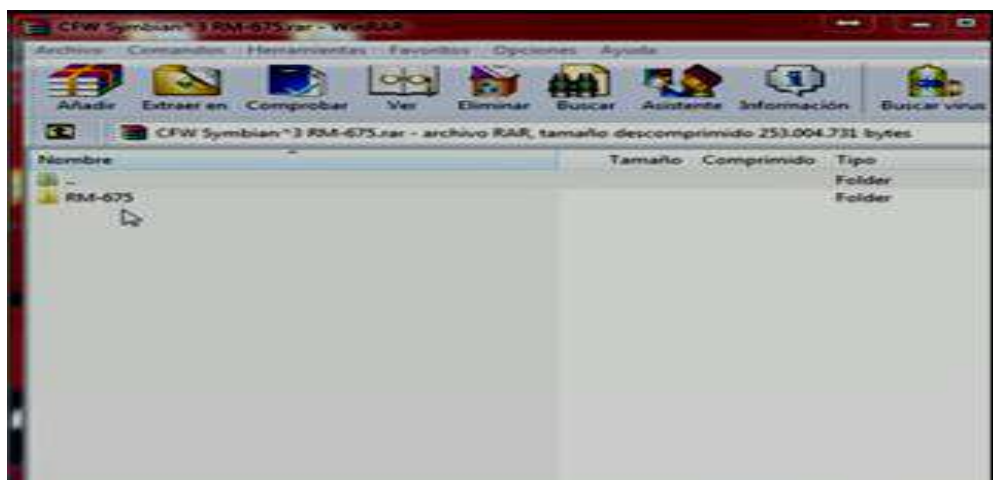 CFW Symbian^3 RM-675.rar - WinRAR
Archivo Comandos Herramientas Favoritos Opciones Ayuda
Añadir Extraer en Comprobar Ver Eliminar Buscar Asistente Información Buscar virus
CFW Symbian^3 RM-675.rar - archivo RAR, tamaño descomprimido 253.004.731 bytes
Nombre Tamaño Comprimido Tipo
.. Folder
RM-675 Folder